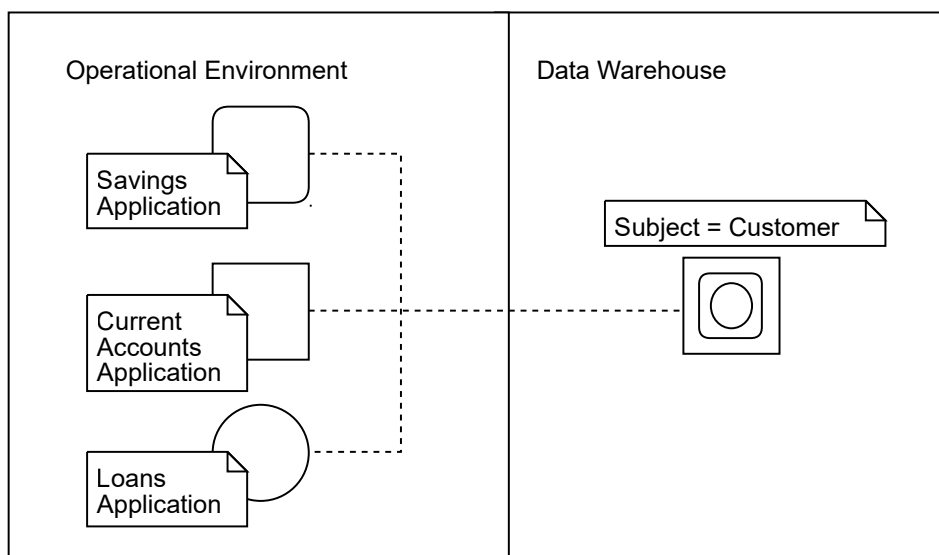 Operational Environment
Data Warehouse
Savings
Application
Subject = Customer
Current
Accounts
Application
Loans
Application